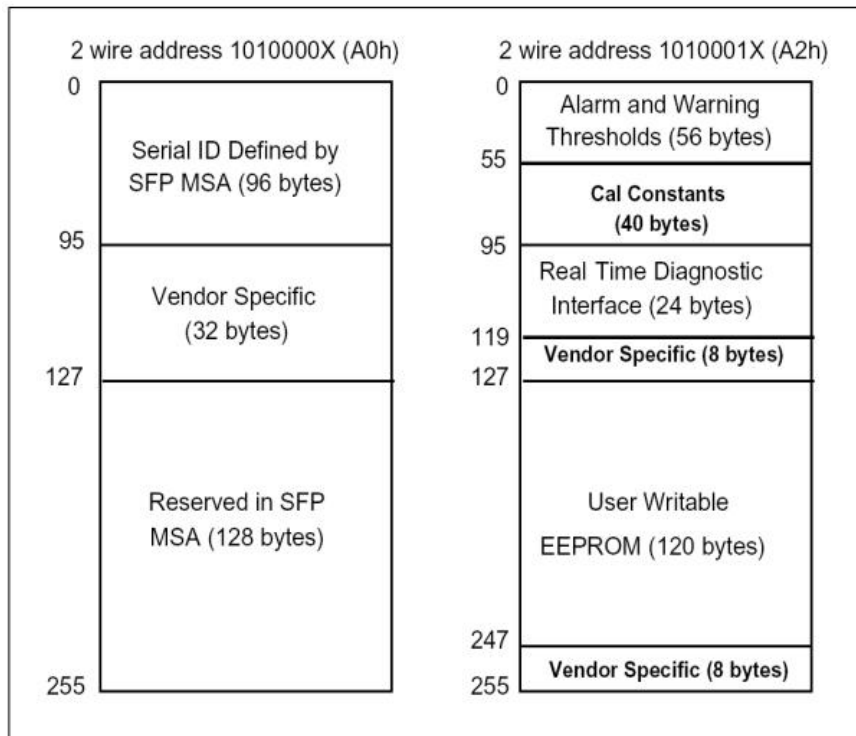 2 wire address 1010000X (A0h)
0
Serial ID Defined by
SFP MSA (96 bytes)
95
Vendor Specific
(32 bytes)
127
Reserved in SFP
MSA (128 bytes)
255
2 wire address 1010001X (A2h)
0
Alarm and Warning
Thresholds (56 bytes)
55
Cal Constants
(40 bytes)
95
Real Time Diagnostic
Interface (24 bytes)
119
Vendor Specific (8 bytes)
127
User Writable
EEPROM (120 bytes)
247
Vendor Specific (8 bytes)
255